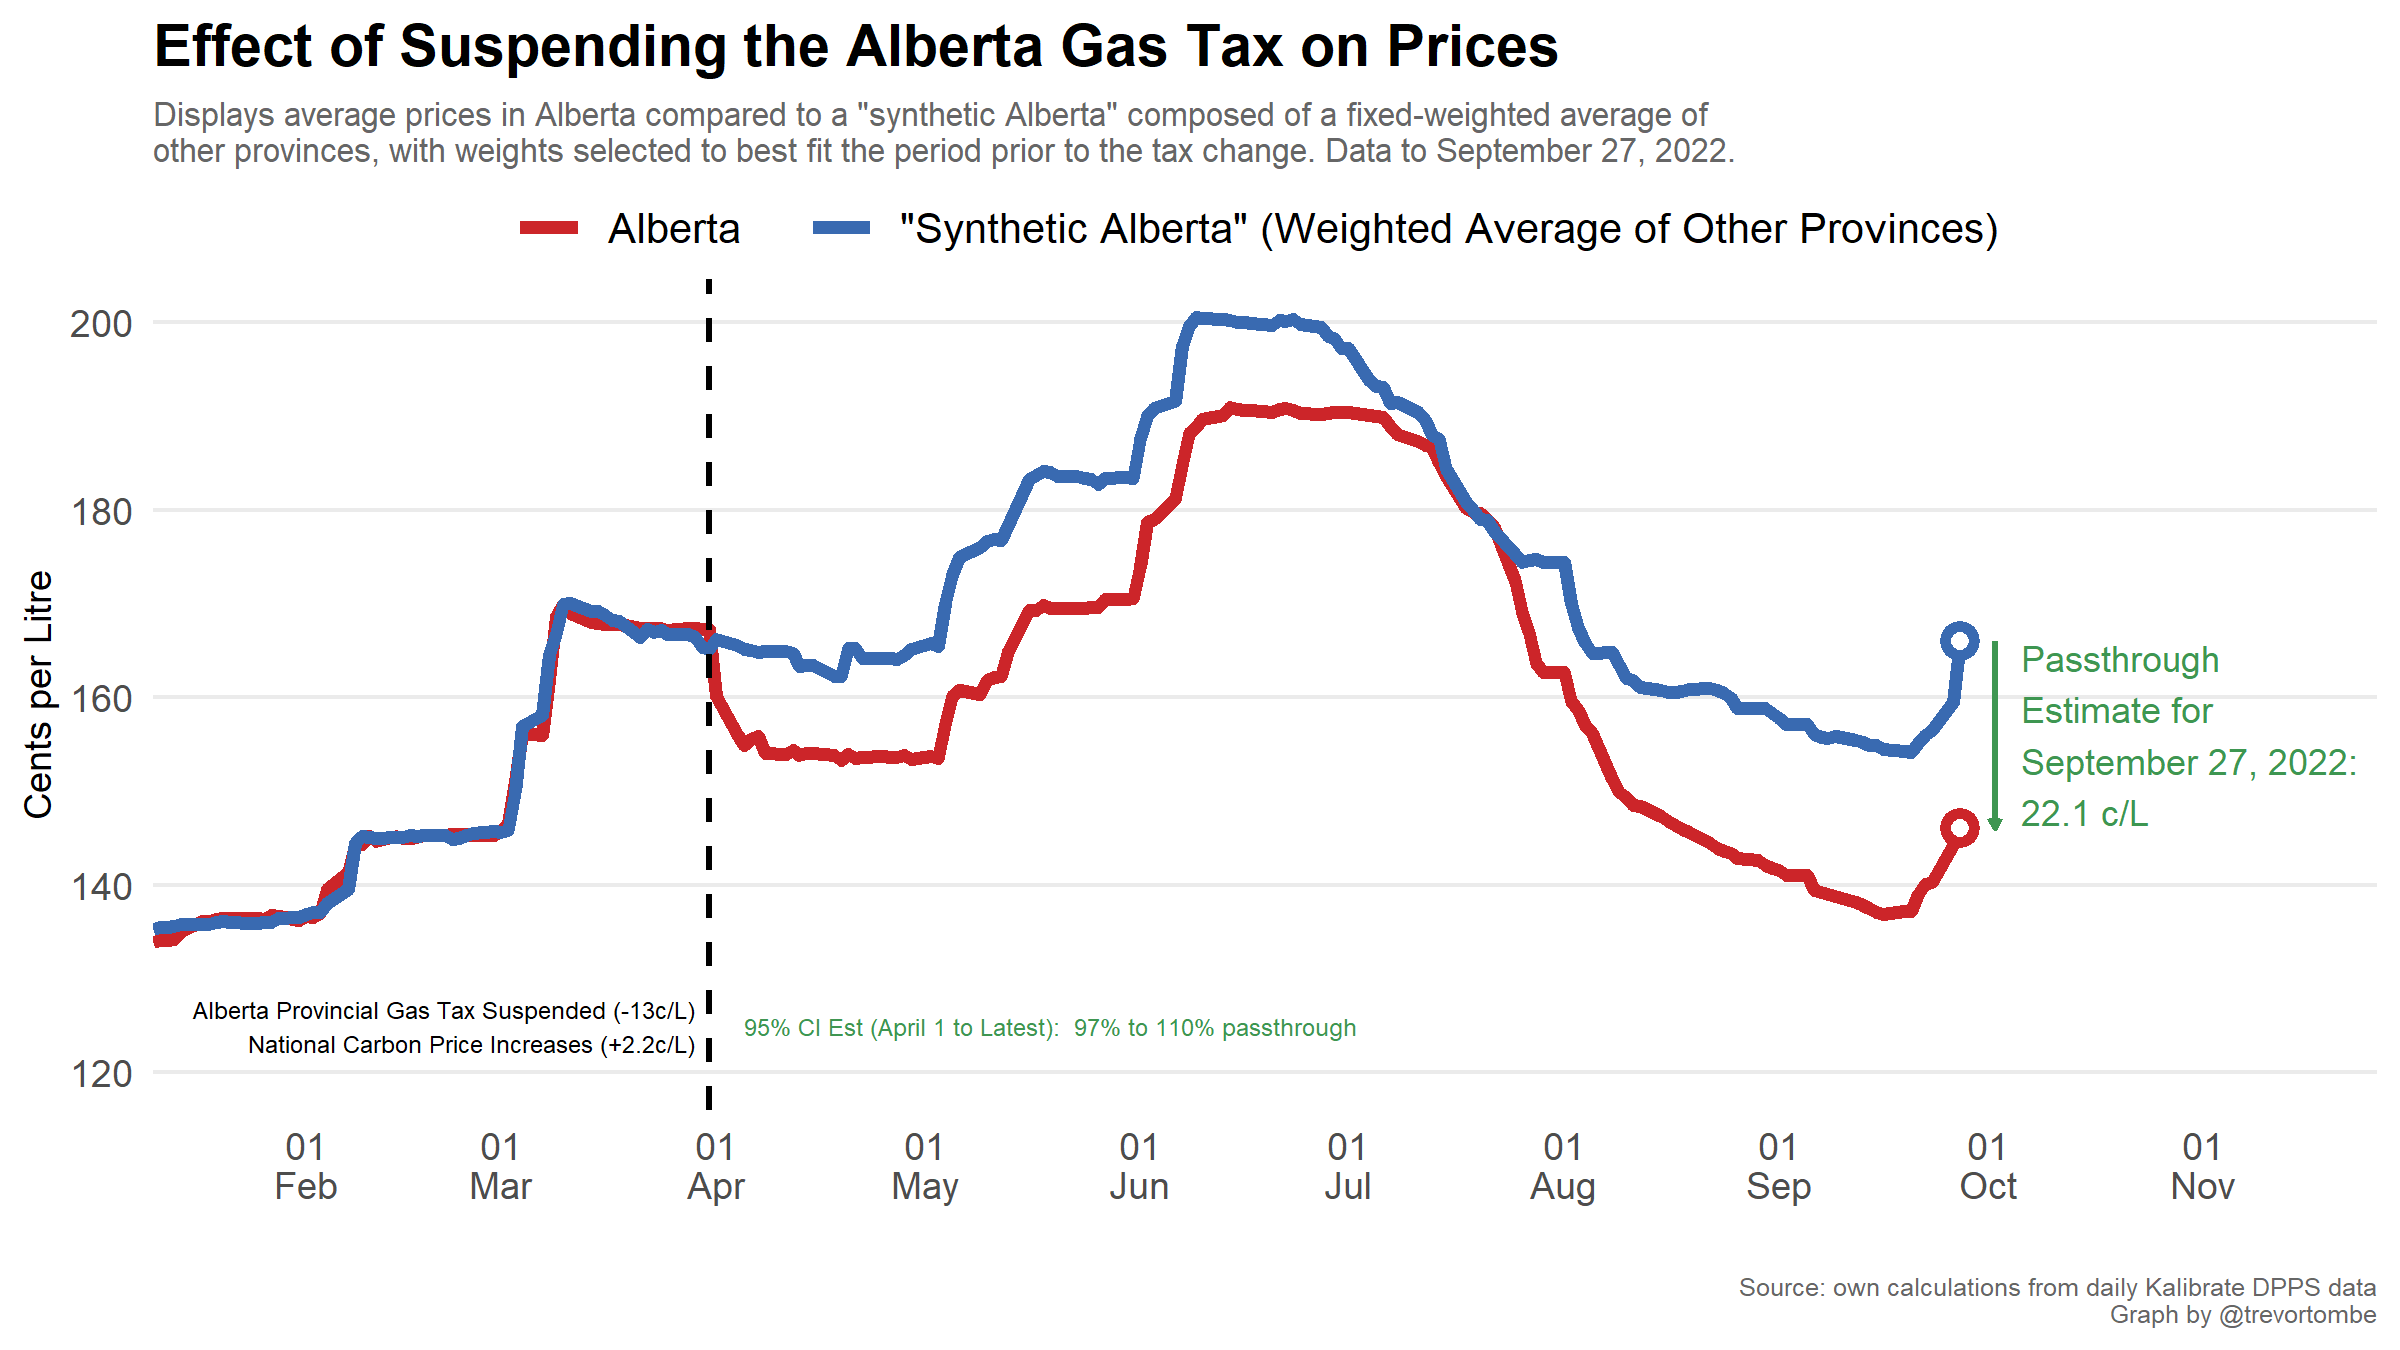 Effect of Suspending the Alberta Gas Tax on Prices
Displays average prices in Alberta compared to a "synthetic Alberta" composed of a fixed-weighted average of
other provinces, with weights selected to best fit the period prior to the tax change. Data to September 27, 2022.
Alberta
"Synthetic Alberta" (Weighted Average of Other Provinces)
Cents per Litre
200
180
160
140
120
Passthrough
Estimate for
September 27, 2022:
22.1 c/L
Alberta Provincial Gas Tax Suspended (-13c/L)
National Carbon Price Increases (+2.2c/L)
95% CI Est (April 1 to Latest):  97% to 110% passthrough
01
Feb
01
Mar
01
Apr
01
May
01
Jun
01
Jul
01
Aug
01
Sep
01
Oct
01
Nov
Source: own calculations from daily Kalibrate DPPS data
Graph by @trevortombe